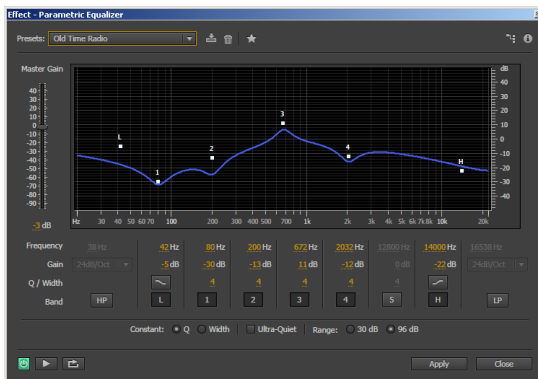 Effect - Parametric Equalizer
Presets: Old Time Radio
Master Gain
dB
40 40
30 30
20 20
10 10
0 0
-10 -10
-20 -20
-30 -30
-40 -40
-50
-60
-70
-80
-90
L 1 2 3 4 H
-3 dB
Hz 30 40 50 60 70 100 200 300 400 500 700 1k 2k 3k 4k 5k 6k 7k8k 10k 20k
Frequency 38 Hz 42 Hz 80 Hz 200 Hz 672 Hz 2032 Hz 12800 Hz 14000 Hz 16338 Hz
Gain 24dB/Oct -5 dB -30 dB -13 dB 11 dB -12 dB 0 dB -22 dB 24dB/Oct
Q / Width 4 4 4 4 4
Band HP L 1 2 3 4 5 H LP
Constant: Q Width Ultra-Quiet Range: 30 dB 96 dB
Apply Close